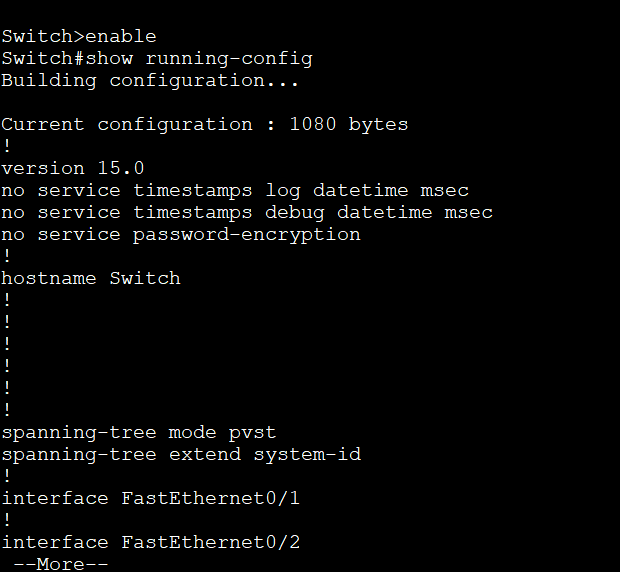 Switch>enable
Switch#show running-config
Building configuration...
Current configuration : 1080 bytes
!
version 15.0
no service timestamps log datetime msec
no service timestamps debug datetime msec
no service password-encryption
!
hostname Switch
!
!
!
!
!
!
spanning-tree mode pvst
spanning-tree extend system-id
!
interface FastEthernet0/1
!
interface FastEthernet0/2
--More--